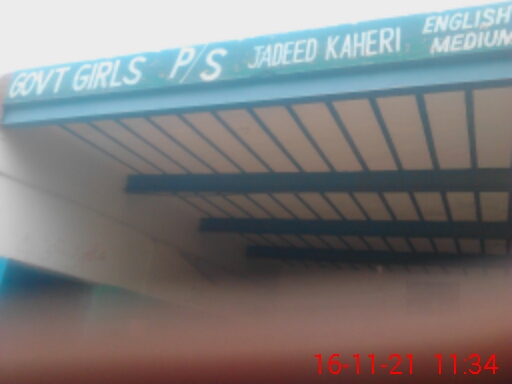 GOVT GIRLS P/S JADEED KAHERI ENGLISH
MEDIUM
16-11-21 11:34